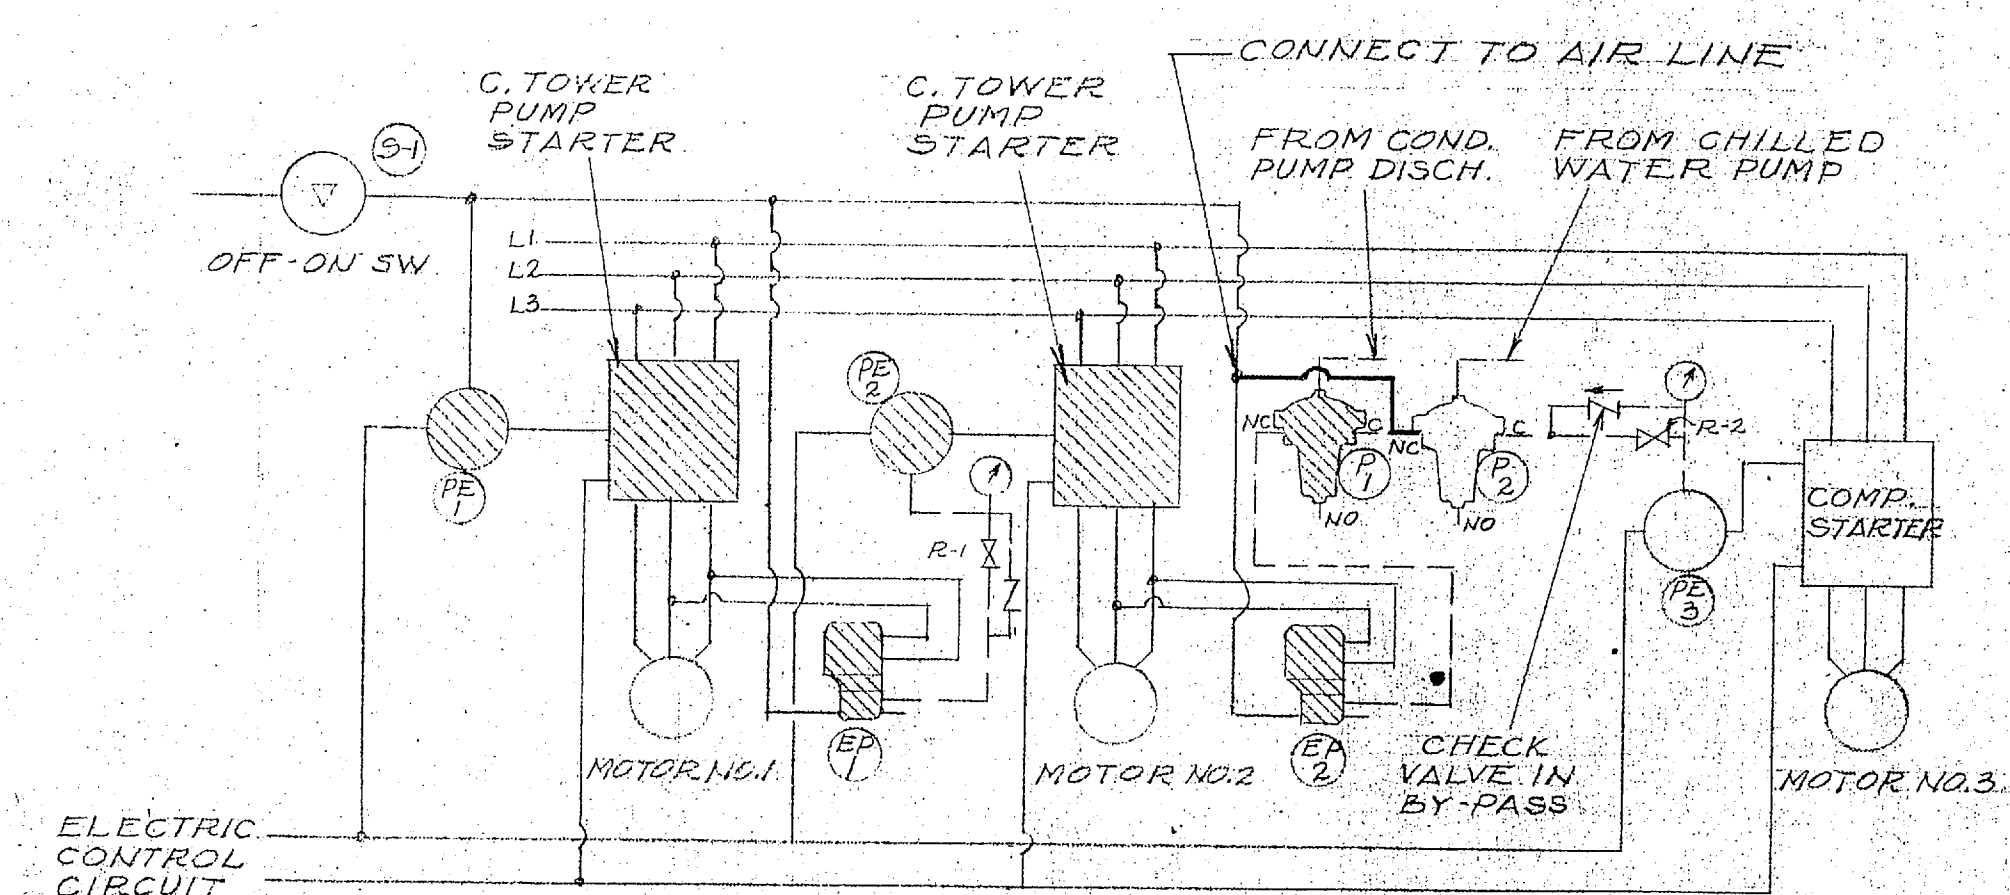 CONNECT TO AIR LINE
C. TOWER
PUMP
STARTER
C. TOWER
PUMP
STARTER
FROM COND.
PUMP DISCH.
FROM CHILLED
WATER PUMP
S-1
OFF-ON SW.
L1
L2
L3
PE
1
PE
2
R-1
NC
C
P
1
NO
NC
C
P
2
NO
R-2
COMP.
STARTER
PE
3
MOTOR NO.1
EP
1
MOTOR NO.2
EP
2
CHECK
VALVE IN
BY-PASS
MOTOR NO.3
ELECTRIC
CONTROL
CIRCUIT